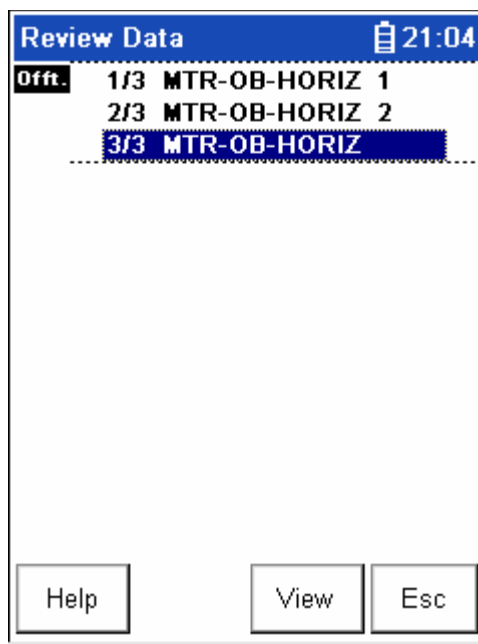 Review Data 21:04
Offt. 1/3 MTR-OB-HORIZ 1
2/3 MTR-OB-HORIZ 2
3/3 MTR-OB-HORIZ
Help View Esc